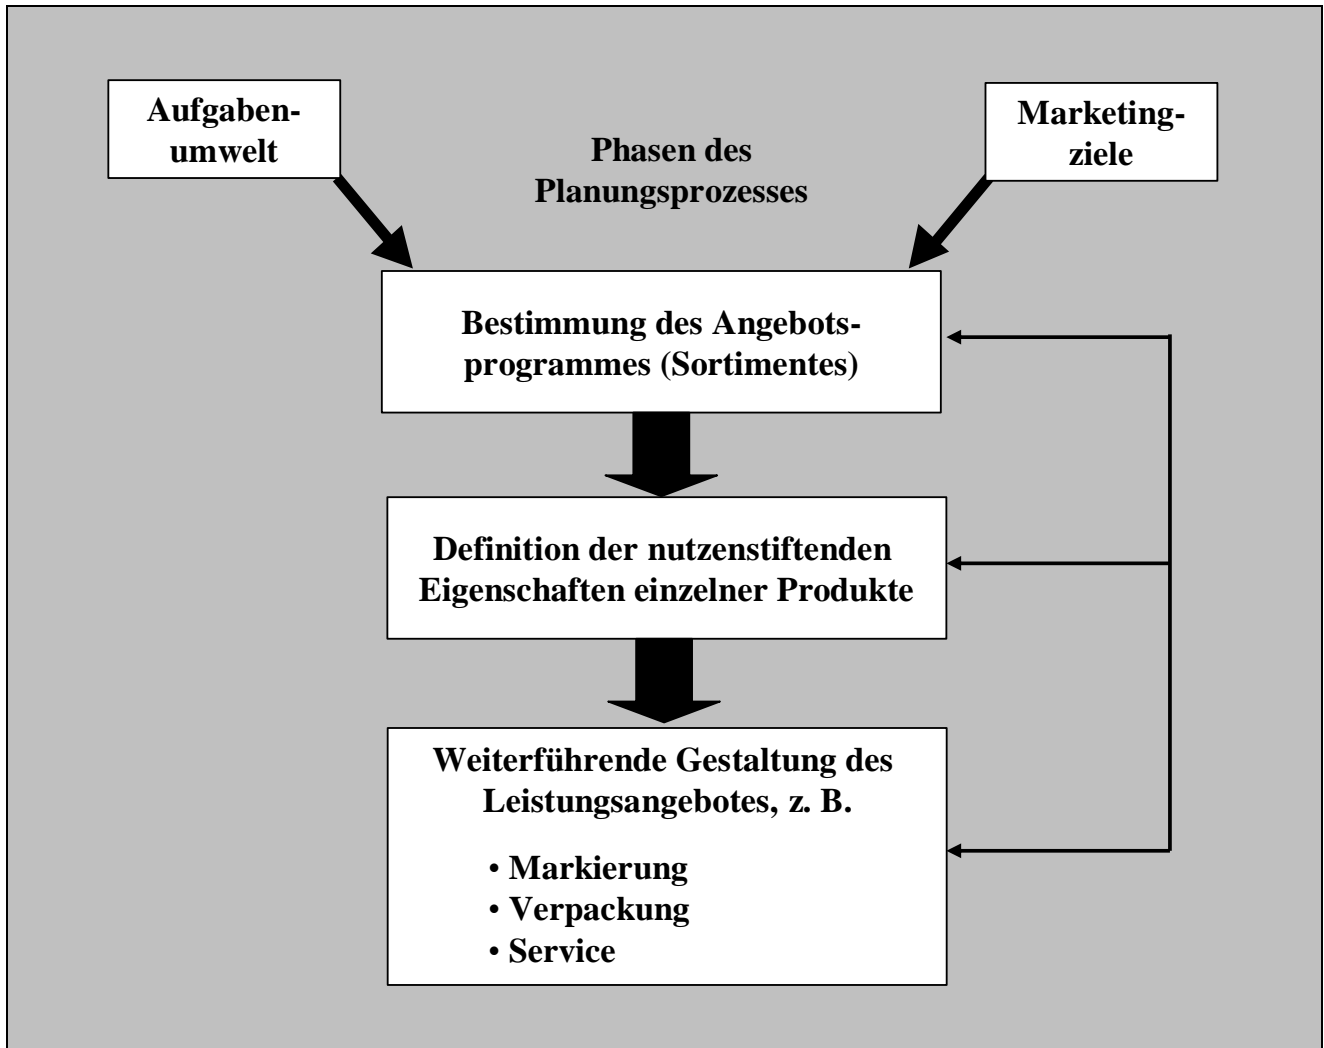 Aufgaben-
umwelt
Marketing-
ziele
Phasen des
Planungsprozesses
Bestimmung des Angebots-
programmes (Sortimentes)
Definition der nutzenstiftenden
Eigenschaften einzelner Produkte
Weiterführende Gestaltung des
Leistungsangebotes, z. B.
• Markierung
• Verpackung
• Service